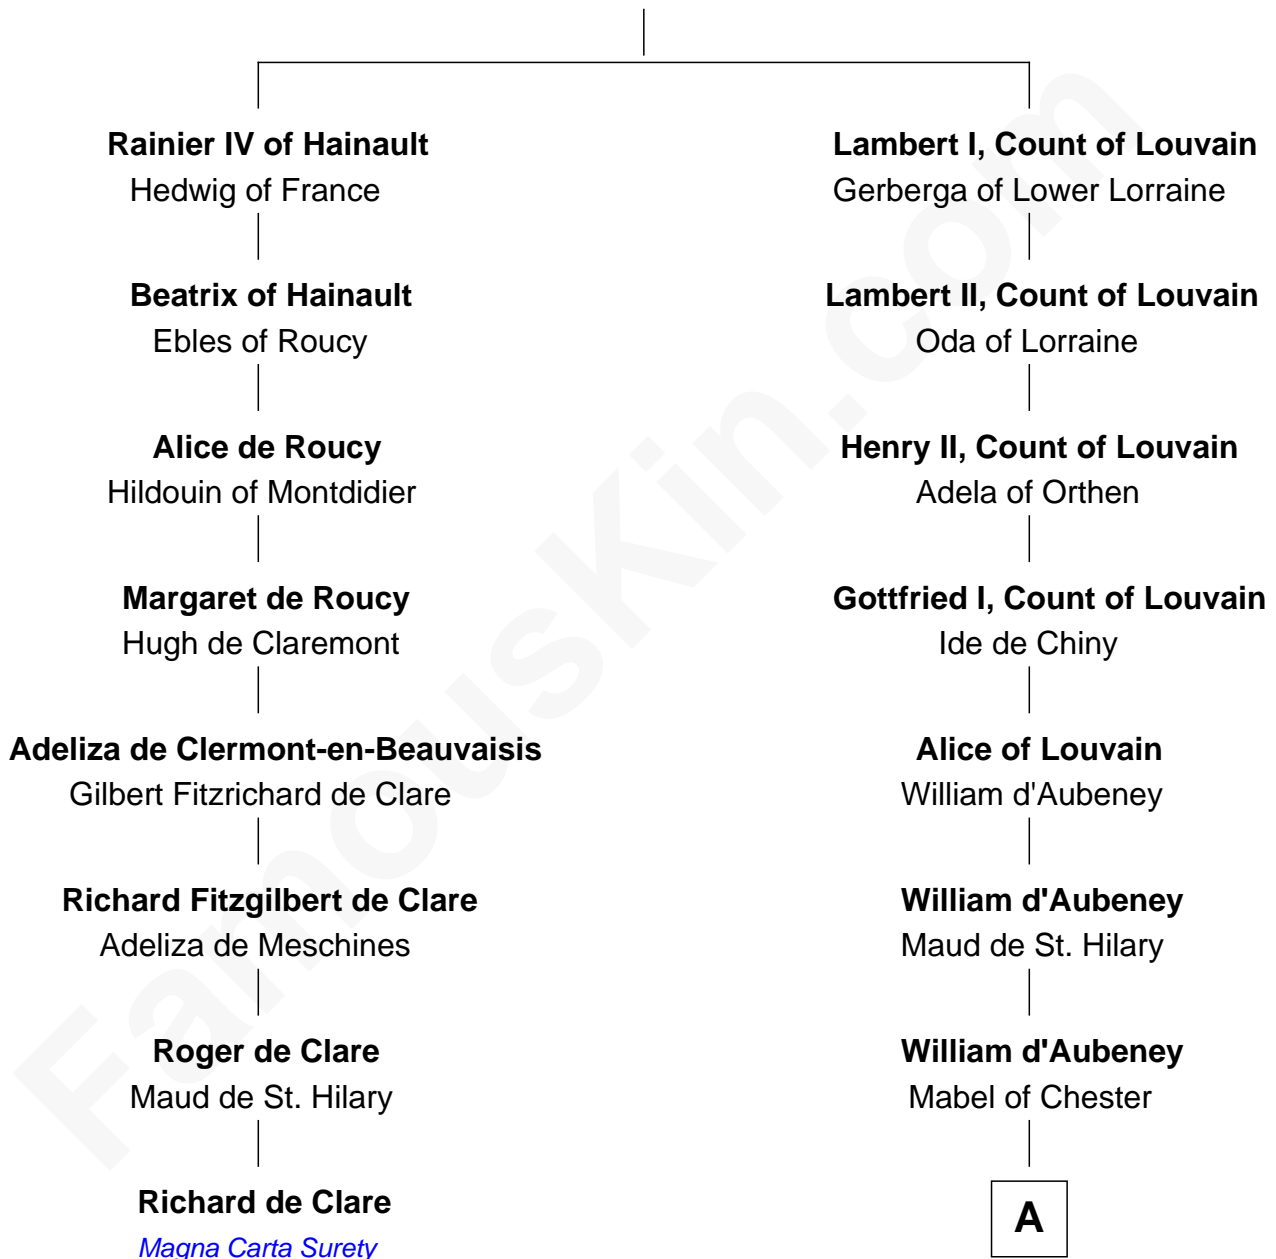 Rainier IV of Hainault
Hedwig of France
Beatrix of Hainault
Ebles of Roucy
Alice de Roucy
Hildouin of Montdidier
Margaret de Roucy
Hugh de Claremont
Adeliza de Clermont-en-Beauvaisis
Gilbert Fitzrichard de Clare
Richard Fitzgilbert de Clare
Adeliza de Meschines
Roger de Clare
Maud de St. Hilary
Richard de Clare
Magna Carta Surety
Lambert I, Count of Louvain
Gerberga of Lower Lorraine
Lambert II, Count of Louvain
Oda of Lorraine
Henry II, Count of Louvain
Adela of Orthen
Gottfried I, Count of Louvain
Ide de Chiny
Alice of Louvain
William d'Aubeney
William d'Aubeney
Maud de St. Hilary
William d'Aubeney
Mabel of Chester
A
FamousKin.com